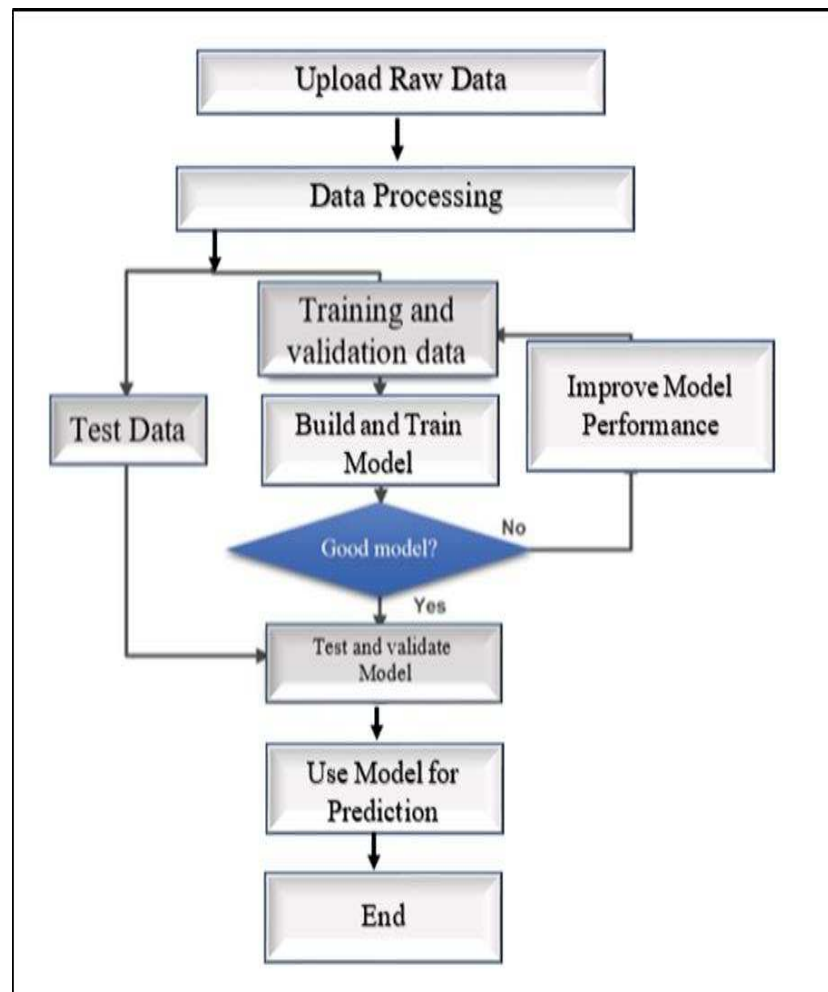 Upload Raw Data
Data Processing
Training and
validation data
Improve Model
Performance
Test Data
Build and Train
Model
Good model?
No
Yes
Test and validate
Model
Use Model for
Prediction
End